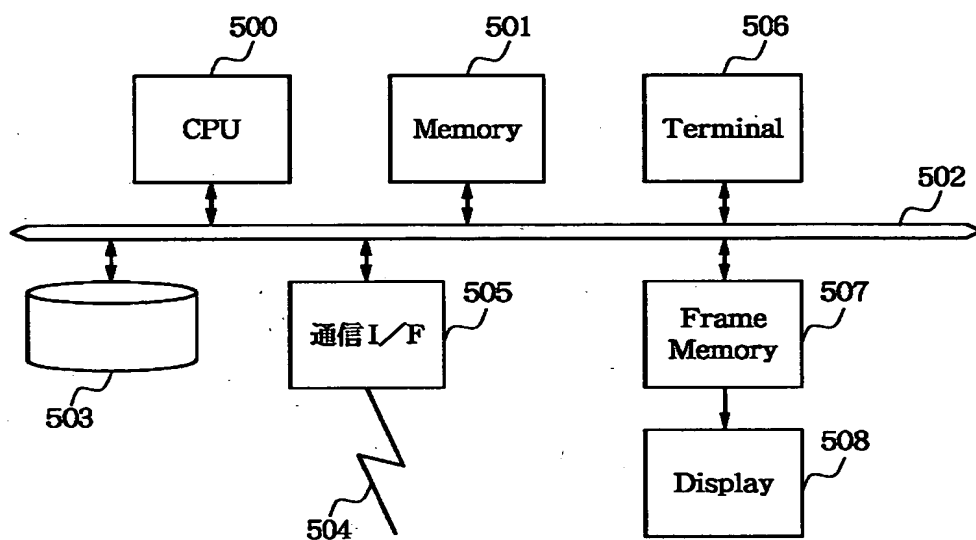 500
501
506
CPU
Memory
Terminal
502
503
通信I/F
505
504
Frame
Memory
507
Display
508